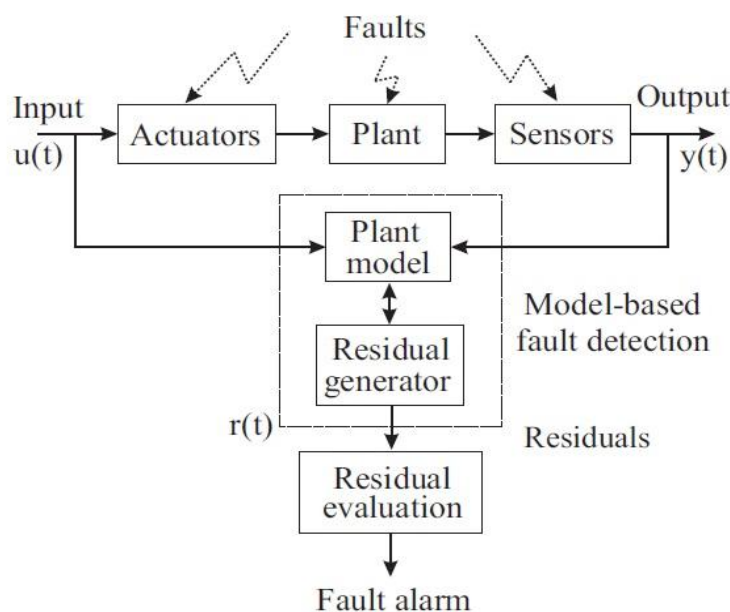 Faults
Input
Output
Actuators
Plant
Sensors
u(t)
y(t)
Plant
model
Model-based
fault detection
Residual
generator
r(t)
Residuals
Residual
evaluation
Fault alarm